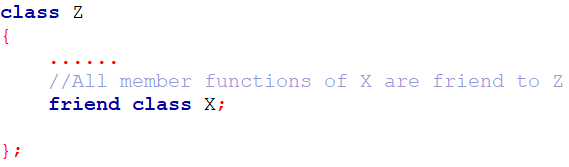 class Z
{
......
//All member functions of X are friend to Z
friend class X;
};